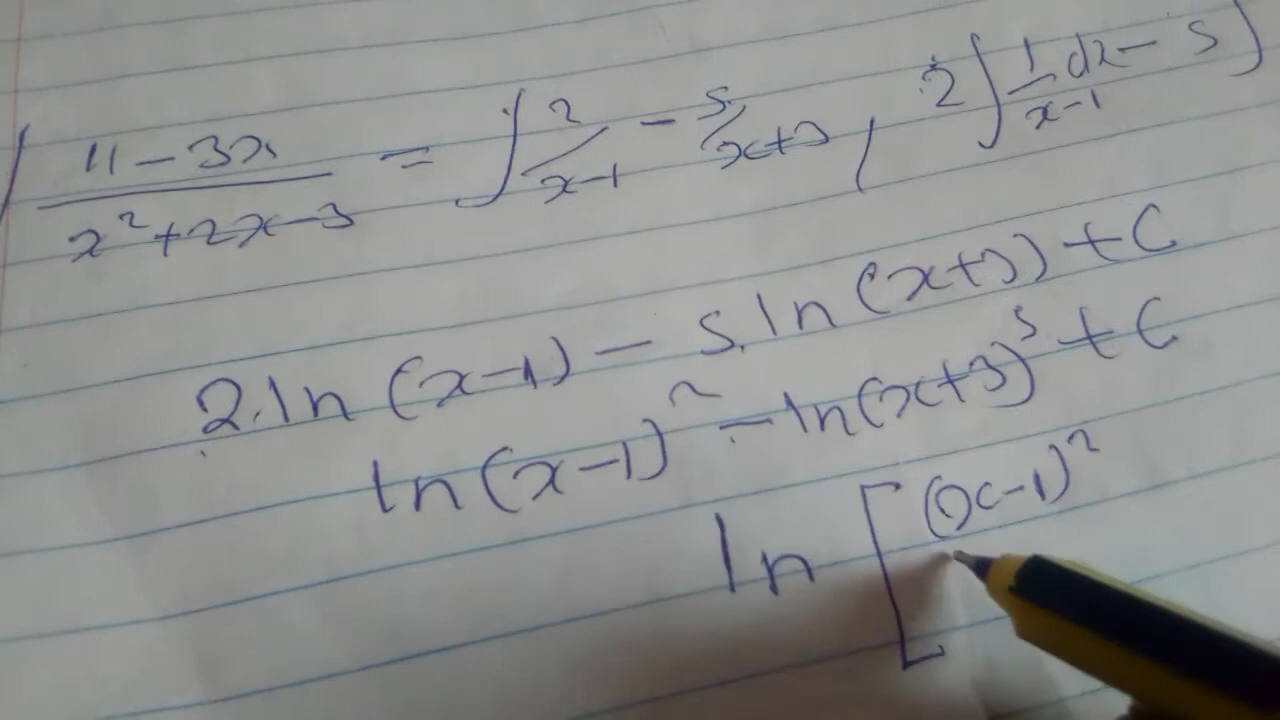 ∫ (11-3x)/(x²+2x-3) = ∫ 2/(x-1) - 5/(x+3), 2∫ 1/(x-1) dx - 5∫
2.ln(x-1) - 5.ln(x+3) + C
ln(x-1)² - ln(x+3)⁵ + C
ln[(x-1)²